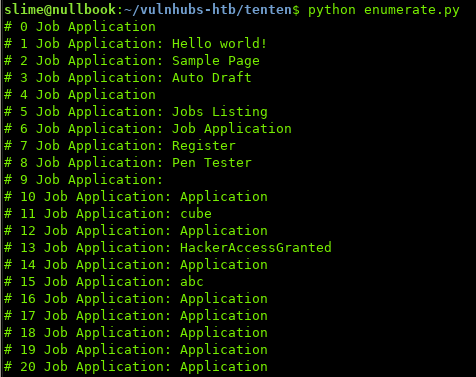 slime@nullbook:~/vulnhubs-htb/tenten$ python enumerate.py
# 0 Job Application
# 1 Job Application: Hello world!
# 2 Job Application: Sample Page
# 3 Job Application: Auto Draft
# 4 Job Application
# 5 Job Application: Jobs Listing
# 6 Job Application: Job Application
# 7 Job Application: Register
# 8 Job Application: Pen Tester
# 9 Job Application:
# 10 Job Application: Application
# 11 Job Application: cube
# 12 Job Application: Application
# 13 Job Application: HackerAccessGranted
# 14 Job Application: Application
# 15 Job Application: abc
# 16 Job Application: Application
# 17 Job Application: Application
# 18 Job Application: Application
# 19 Job Application: Application
# 20 Job Application: Application